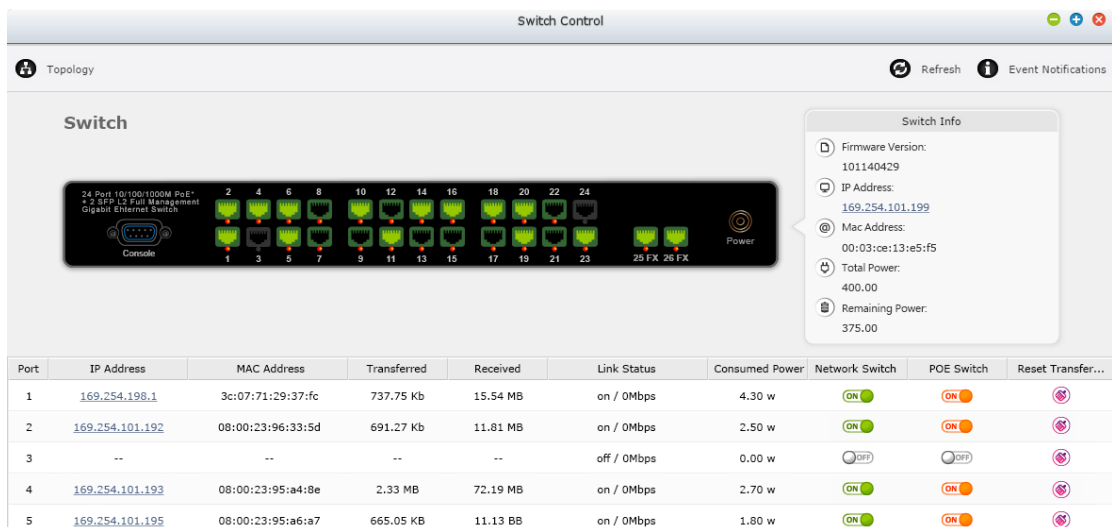 Switch Control
Topology
Refresh
Event Notifications
Switch
Switch Info
Firmware Version:
101140429
IP Address:
169.254.101.199
Mac Address:
00:03:ce:13:e5:f5
Total Power:
400.00
Remaining Power:
375.00
24 Port 10/100/1000M PoE*
+ 2 SFP L2 Full Management
Gigabit Ehternet Switch
Console
2 4 6 8 10 12 14 16 18 20 22 24
1 3 5 7 9 11 13 15 17 19 21 23 25 FX 26 FX
Power
Port IP Address MAC Address Transferred Received Link Status Consumed Power Network Switch POE Switch Reset Transfer...
1 169.254.198.1 3c:07:71:29:37:fc 737.75 Kb 15.54 MB on / 0Mbps 4.30 w ON ON
2 169.254.101.192 08:00:23:96:33:5d 691.27 Kb 11.81 MB on / 0Mbps 2.50 w ON ON
3 -- -- -- -- off / 0Mbps 0.00 w OFF OFF
4 169.254.101.193 08:00:23:95:a4:8e 2.33 MB 72.19 MB on / 0Mbps 2.70 w ON ON
5 169.254.101.195 08:00:23:95:a6:a7 665.05 KB 11.13 BB on / 0Mbps 1.80 w ON ON